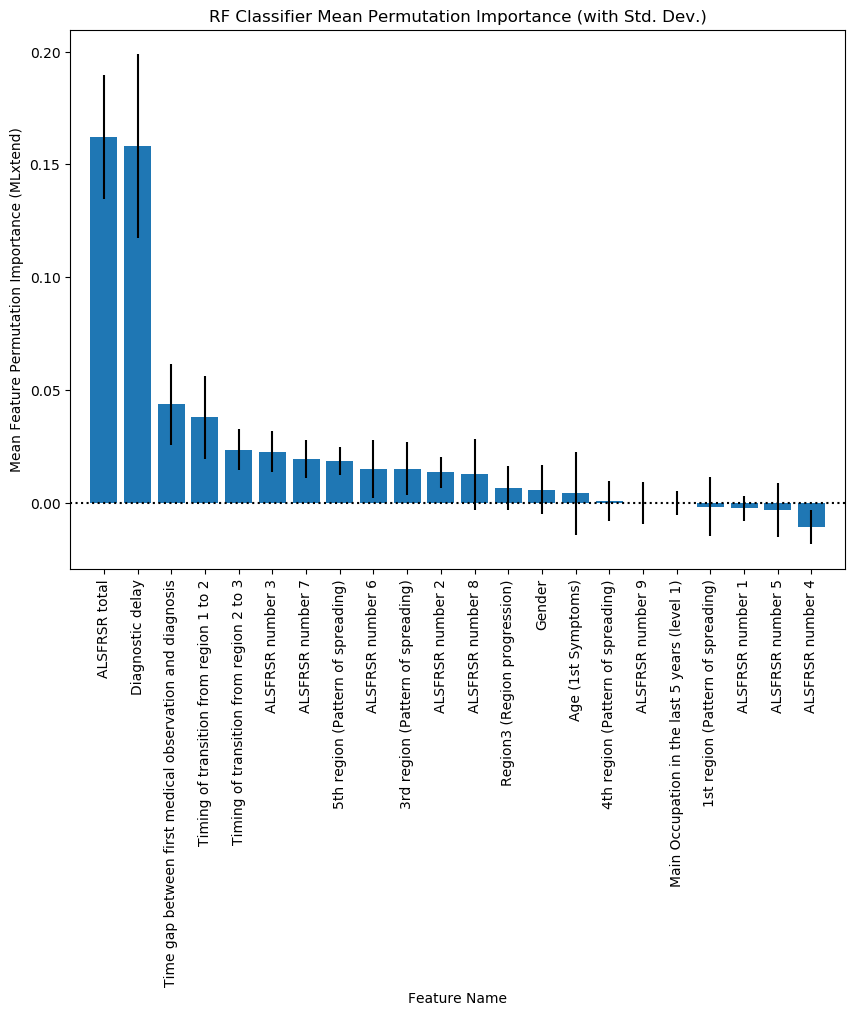 RF Classifier Mean Permutation Importance (with Std. Dev.)
Mean Feature Permutation Importance (MLxtend)
0.20
0.15
0.10
0.05
0.00
ALSFRSR total
Diagnostic delay
Time gap between first medical observation and diagnosis
Timing of transition from region 1 to 2
Timing of transition from region 2 to 3
ALSFRSR number 3
ALSFRSR number 7
5th region (Pattern of spreading)
ALSFRSR number 6
3rd region (Pattern of spreading)
ALSFRSR number 2
ALSFRSR number 8
Region3 (Region progression)
Gender
Age (1st Symptoms)
4th region (Pattern of spreading)
ALSFRSR number 9
Main Occupation in the last 5 years (level 1)
1st region (Pattern of spreading)
ALSFRSR number 1
ALSFRSR number 5
ALSFRSR number 4
Feature Name